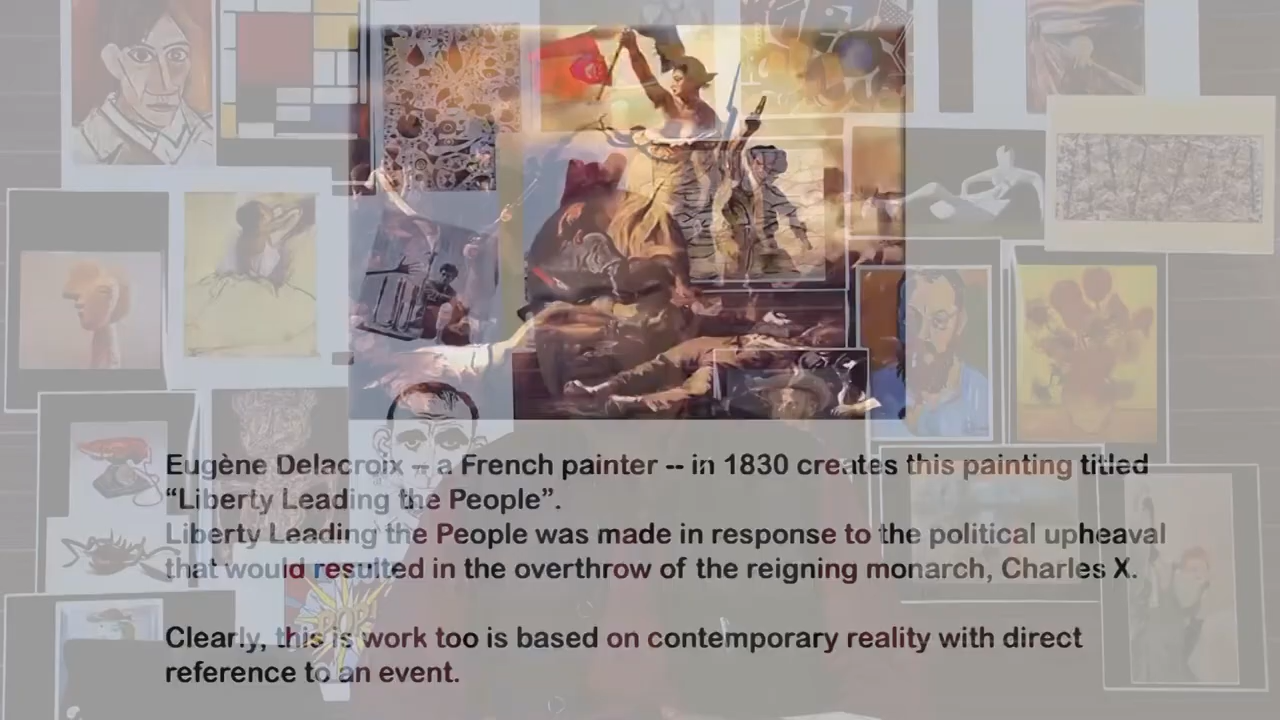 Eugène Delacroix -- a French painter -- in 1830 creates this painting titled
“Liberty Leading the People”.
Liberty Leading the People was made in response to the political upheaval
that would resulted in the overthrow of the reigning monarch, Charles X.
Clearly, this is work too is based on contemporary reality with direct
reference to an event.
POP!